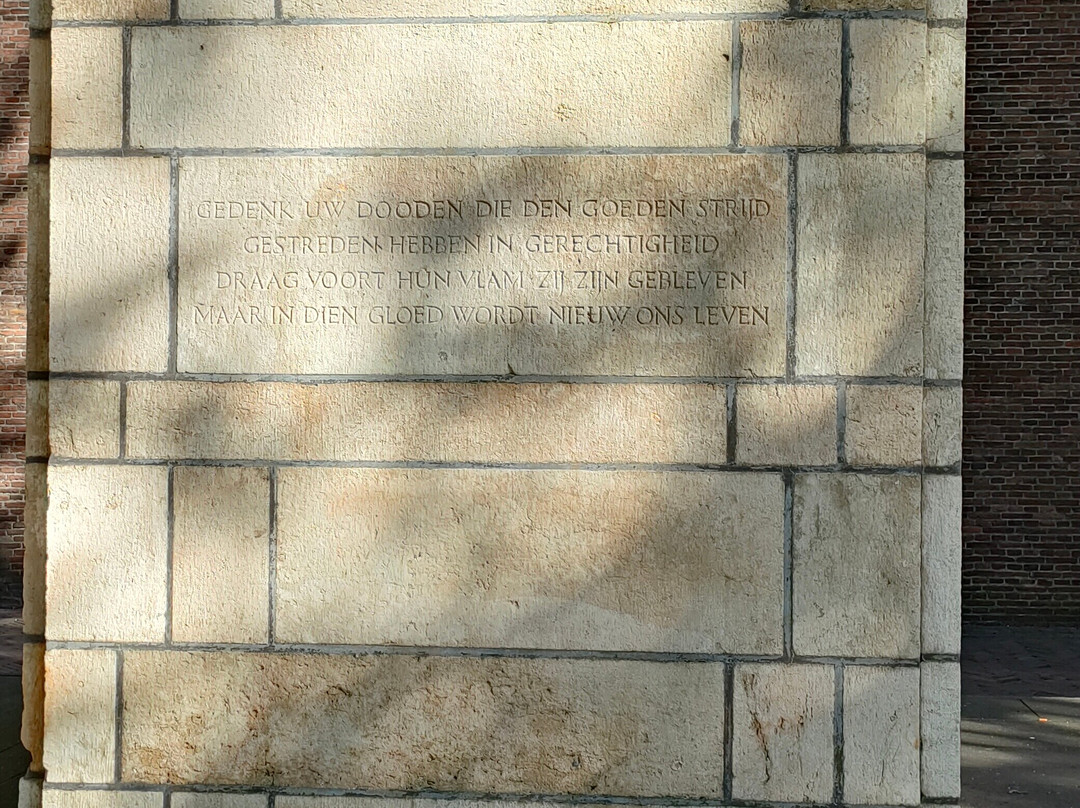 GEDENK UW DOODEN DIE DEN GOEDEN STRIJD
GESTREDEN HEBBEN IN GERECHTIGHEID
DRAAG VOORT HUN VLAM ZIJ ZIJN GEBLEVEN
MAAR IN DIEN GLOED WORDT NIEUW ONS LEVEN